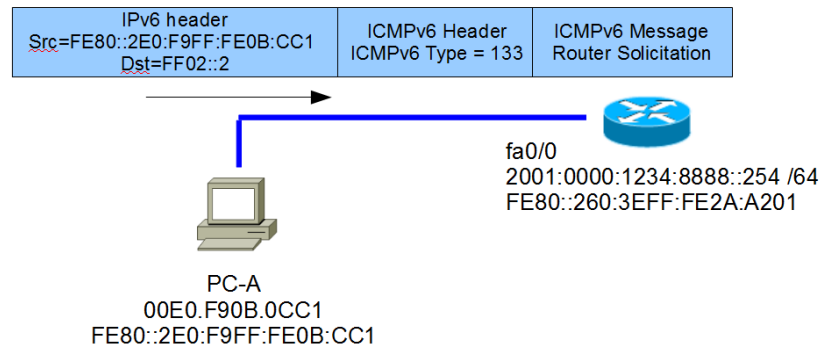 IPv6 header
Src=FE80::2E0:F9FF:FE0B:CC1
Dst=FF02::2
ICMPv6 Header
ICMPv6 Type = 133
ICMPv6 Message
Router Solicitation
fa0/0
2001:0000:1234:8888::254 /64
FE80::260:3EFF:FE2A:A201
PC-A
00E0.F90B.0CC1
FE80::2E0:F9FF:FE0B:CC1